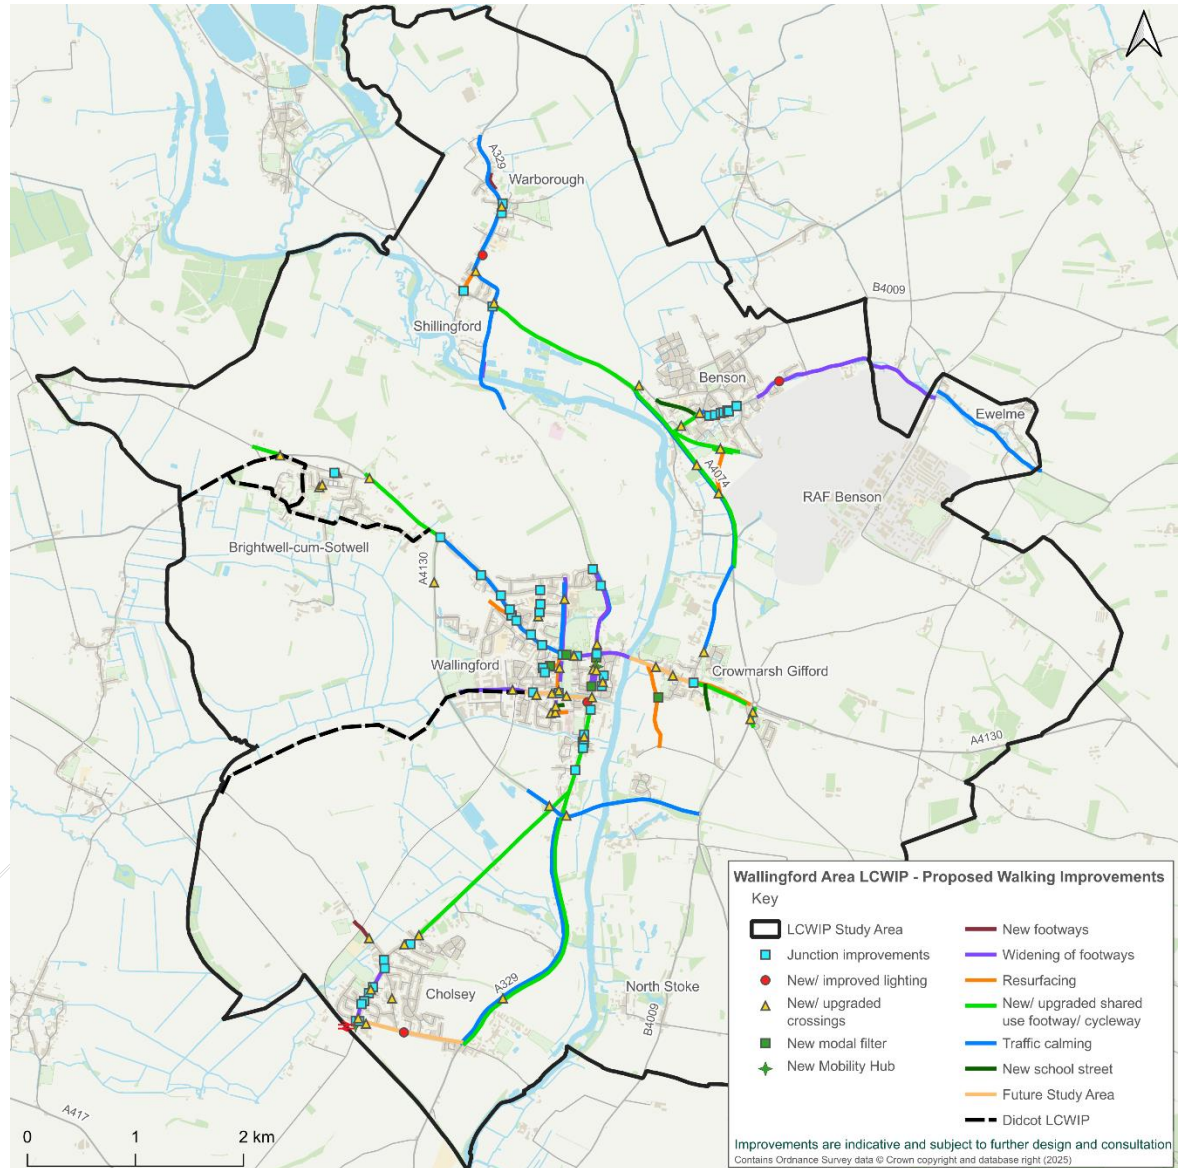 A329
Warborough
B4009
Shillingford
Benson
Ewelme
A4074
RAF Benson
Brightwell-cum-Sotwell
A4130
Wallingford
Crowmarsh Gifford
A4130
Cholsey
A329
North Stoke
B4009
A417
0 1 2 km
Wallingford Area LCWIP - Proposed Walking Improvements
Key
LCWIP Study Area
Junction improvements
New/ improved lighting
New/ upgraded
crossings
New modal filter
New Mobility Hub
New footways
Widening of footways
Resurfacing
New/ upgraded shared
use footway/ cycleway
Traffic calming
New school street
Future Study Area
Didcot LCWIP
Improvements are indicative and subject to further design and consultation
Contains Ordnance Survey data © Crown copyright and database right (2025)